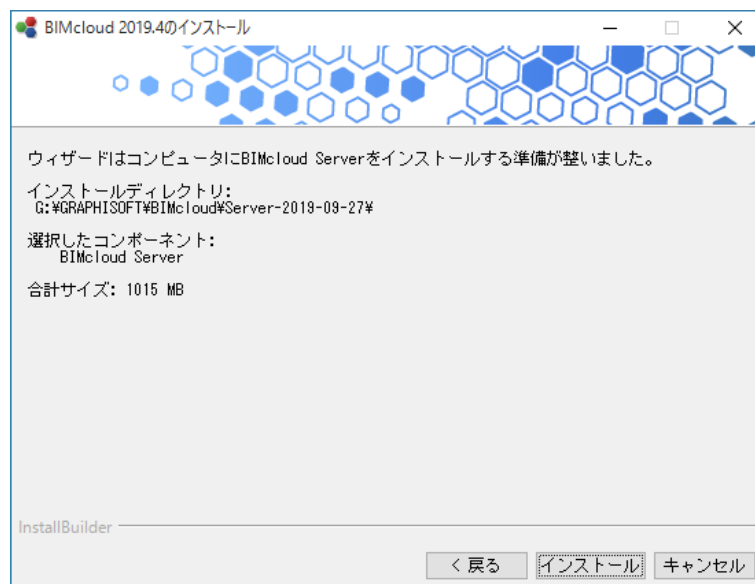 BIMcloud 2019.4のインストール
ウィザードはコンピュータにBIMcloud Serverをインストールする準備が整いました。
インストールディレクトリ:
G:¥GRAPHISOFT¥BIMcloud¥Server-2019-09-27¥
選択したコンポーネント:
BIMcloud Server
合計サイズ: 1015 MB
InstallBuilder
< 戻る インストール キャンセル